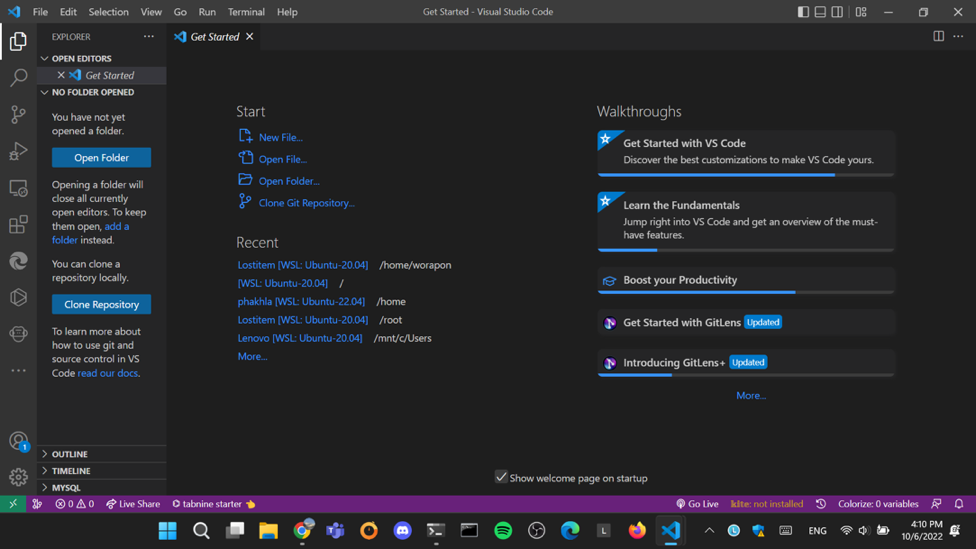 File Edit Selection View Go Run Terminal Help
Get Started - Visual Studio Code
EXPLORER
Get Started
OPEN EDITORS
Get Started
NO FOLDER OPENED
You have not yet
opened a folder.
Open Folder
Opening a folder will
close all currently
open editors. To keep
them open, add a
folder instead.
You can clone a
repository locally.
Clone Repository
To learn more about
how to use git and
source control in VS
Code read our docs.
OUTLINE
TIMELINE
MYSQL
1
Start
New File...
Open File...
Open Folder...
Clone Git Repository...
Recent
Lostitem [WSL: Ubuntu-20.04] /home/worapon
[WSL: Ubuntu-20.04] /
phakhla [WSL: Ubuntu-22.04] /home
Lostitem [WSL: Ubuntu-20.04] /root
Lenovo [WSL: Ubuntu-20.04] /mnt/c/Users
More...
Walkthroughs
Get Started with VS Code
Discover the best customizations to make VS Code yours.
Learn the Fundamentals
Jump right into VS Code and get an overview of the must-
have features.
Boost your Productivity
Get Started with GitLens Updated
Introducing GitLens+ Updated
More...
Show welcome page on startup
0 0 Live Share tabnine starter Go Live kite: not installed Colorize: 0 variables
L
ENG
4:10 PM
10/6/2022